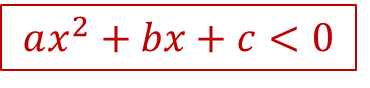 ax² + bx + c < 0